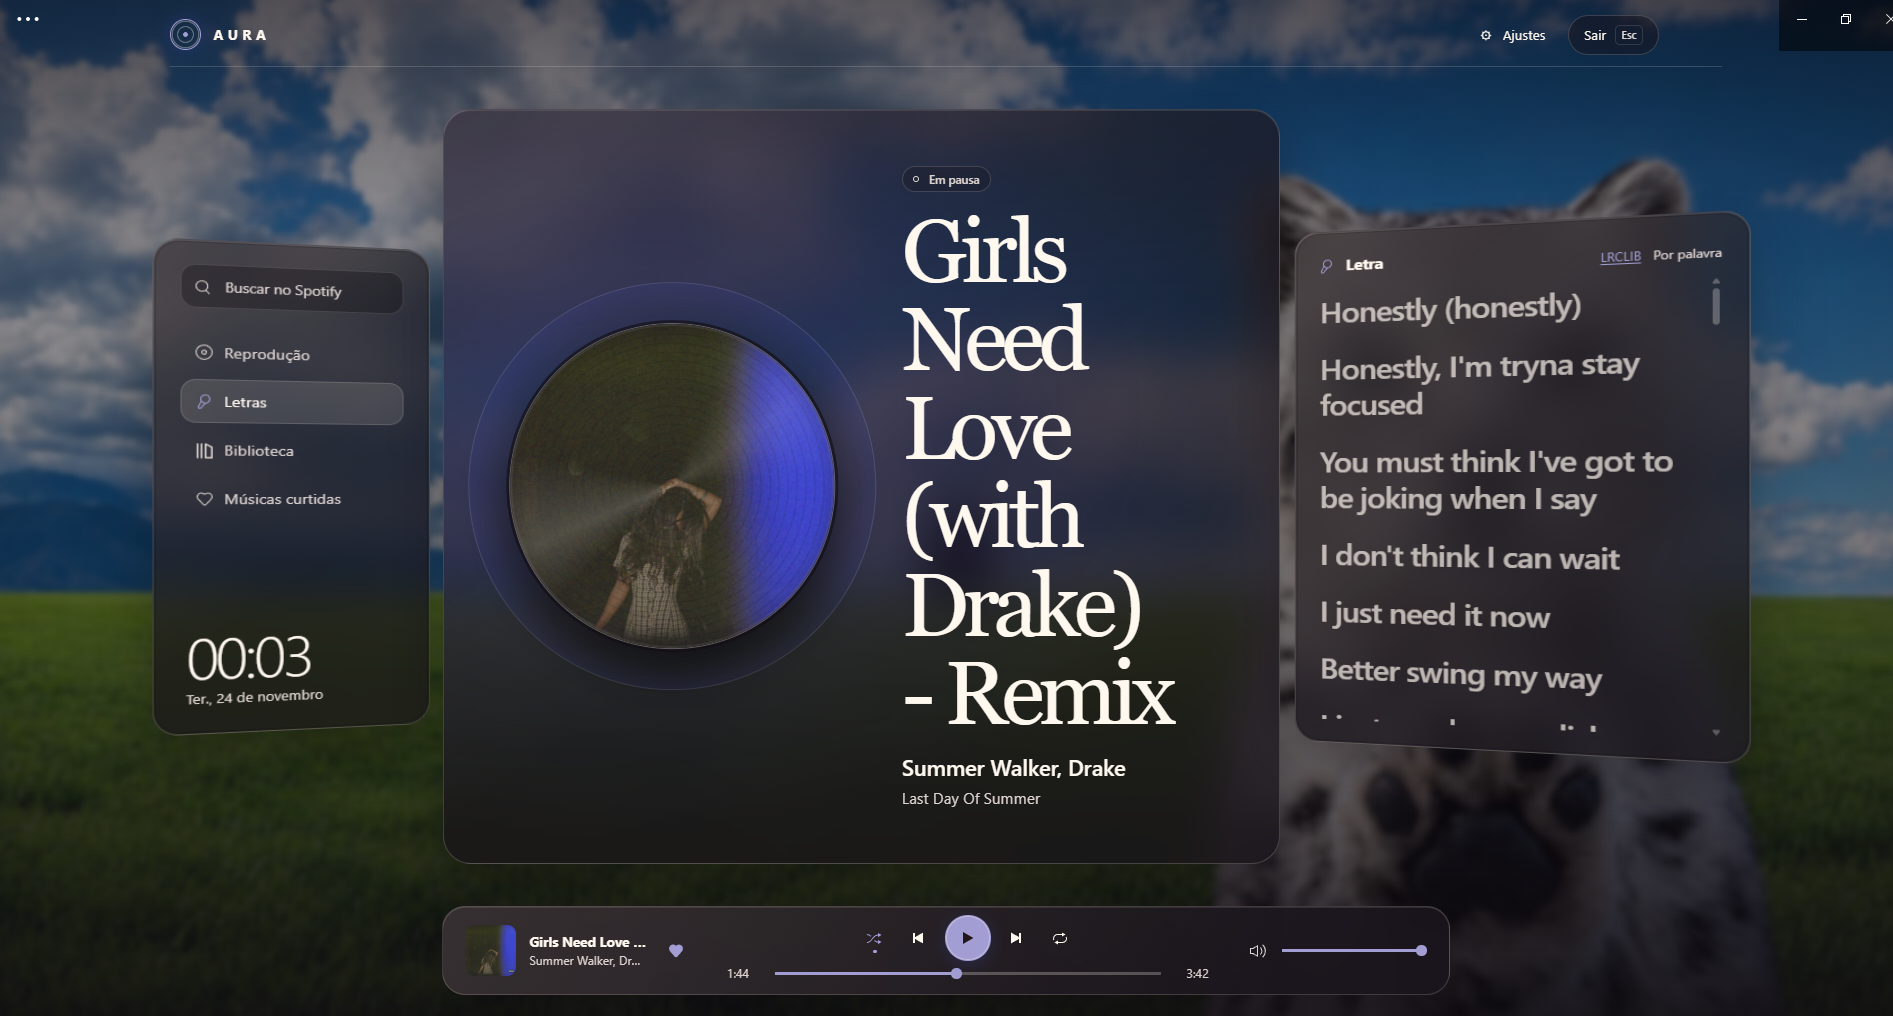 AURA
Ajustes
Sair Esc
Buscar no Spotify
Reprodução
Letras
Biblioteca
Músicas curtidas
00:03
Ter., 24 de novembro
Em pausa
Girls
Need
Love
(with
Drake)
- Remix
Summer Walker, Drake
Last Day Of Summer
Letra
LRCLIB Por palavra
Honestly (honestly)
Honestly, I'm tryna stay
focused
You must think I've got to
be joking when I say
I don't think I can wait
I just need it now
Better swing my way
Girls Need Love ...
Summer Walker, Dr...
1:44
3:42